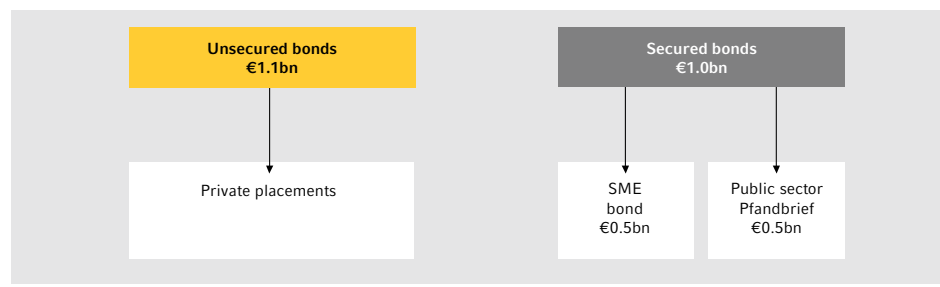 Unsecured bonds
€1.1bn
Secured bonds
€1.0bn
Private placements
SME
bond
€0.5bn
Public sector
Pfandbrief
€0.5bn